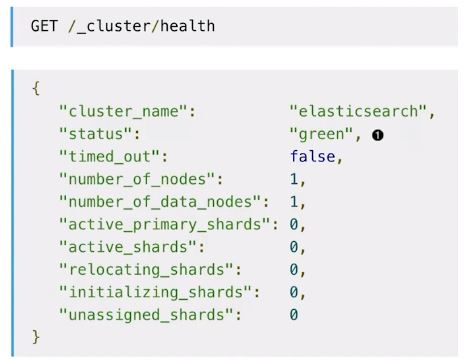 GET /_cluster/health
{
"cluster_name": "elasticsearch",
"status": "green", ❶
"timed_out": false,
"number_of_nodes": 1,
"number_of_data_nodes": 1,
"active_primary_shards": 0,
"active_shards": 0,
"relocating_shards": 0,
"initializing_shards": 0,
"unassigned_shards": 0
}